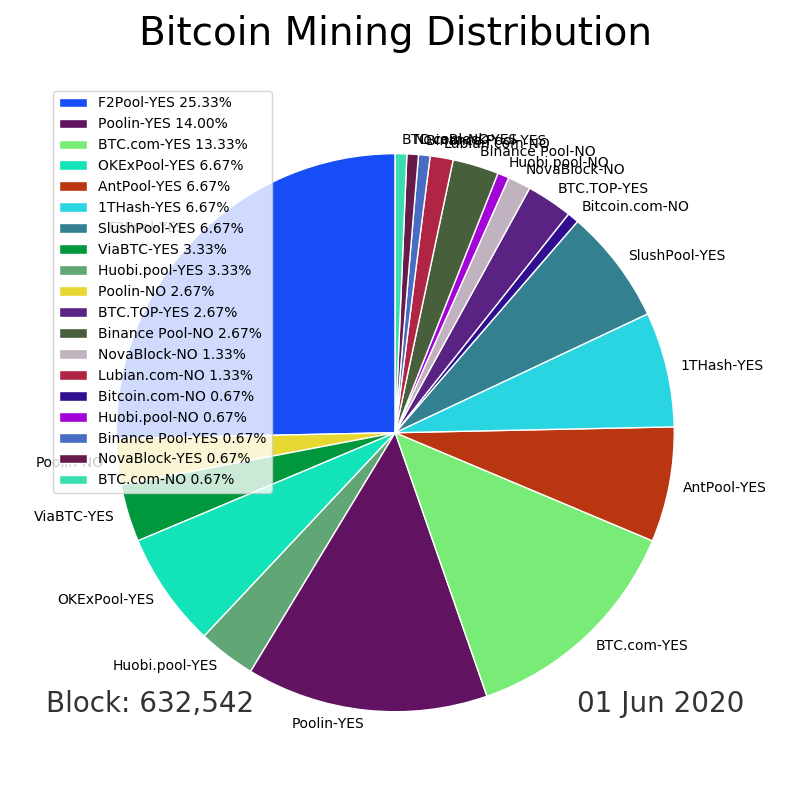 Bitcoin Mining Distribution
F2Pool-YES 25.33%
Poolin-YES 14.00%
BTC.com-YES 13.33%
OKExPool-YES 6.67%
AntPool-YES 6.67%
1THash-YES 6.67%
SlushPool-YES 6.67%
ViaBTC-YES 3.33%
Huobi.pool-YES 3.33%
Poolin-NO 2.67%
BTC.TOP-YES 2.67%
Binance Pool-NO 2.67%
NovaBlock-NO 1.33%
Lubian.com-NO 1.33%
Bitcoin.com-NO 0.67%
Huobi.pool-NO 0.67%
Binance Pool-YES 0.67%
NovaBlock-YES 0.67%
BTC.com-NO 0.67%
Lubian.com-NO
Binance Pool-NO
Huobi.pool-NO
NovaBlock-NO
BTC.TOP-YES
Bitcoin.com-NO
SlushPool-YES
1THash-YES
AntPool-YES
BTC.com-YES
Poolin-YES
Huobi.pool-YES
OKExPool-YES
ViaBTC-YES
Poolin-NO
Block: 632,542
01 Jun 2020